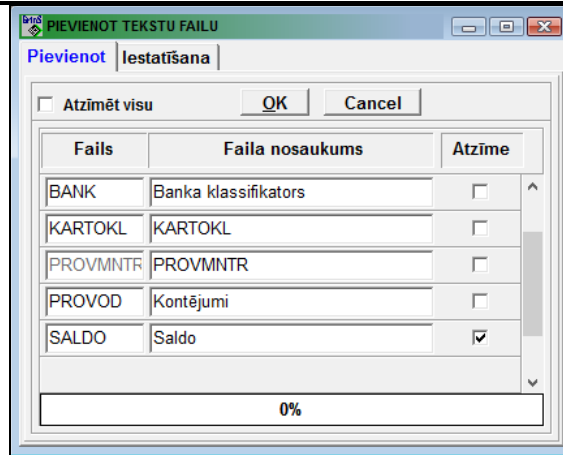 PIEVIENOT TEKSTU FAILU
Pievienot Iestatīšana
Atzīmēt visu OK Cancel
Fails Faila nosaukums Atzīme
BANK Banka klassifikators
KARTOKL KARTOKL
PROVMNTR PROVMNTR
PROVOD Kontējumi
SALDO Saldo
0%